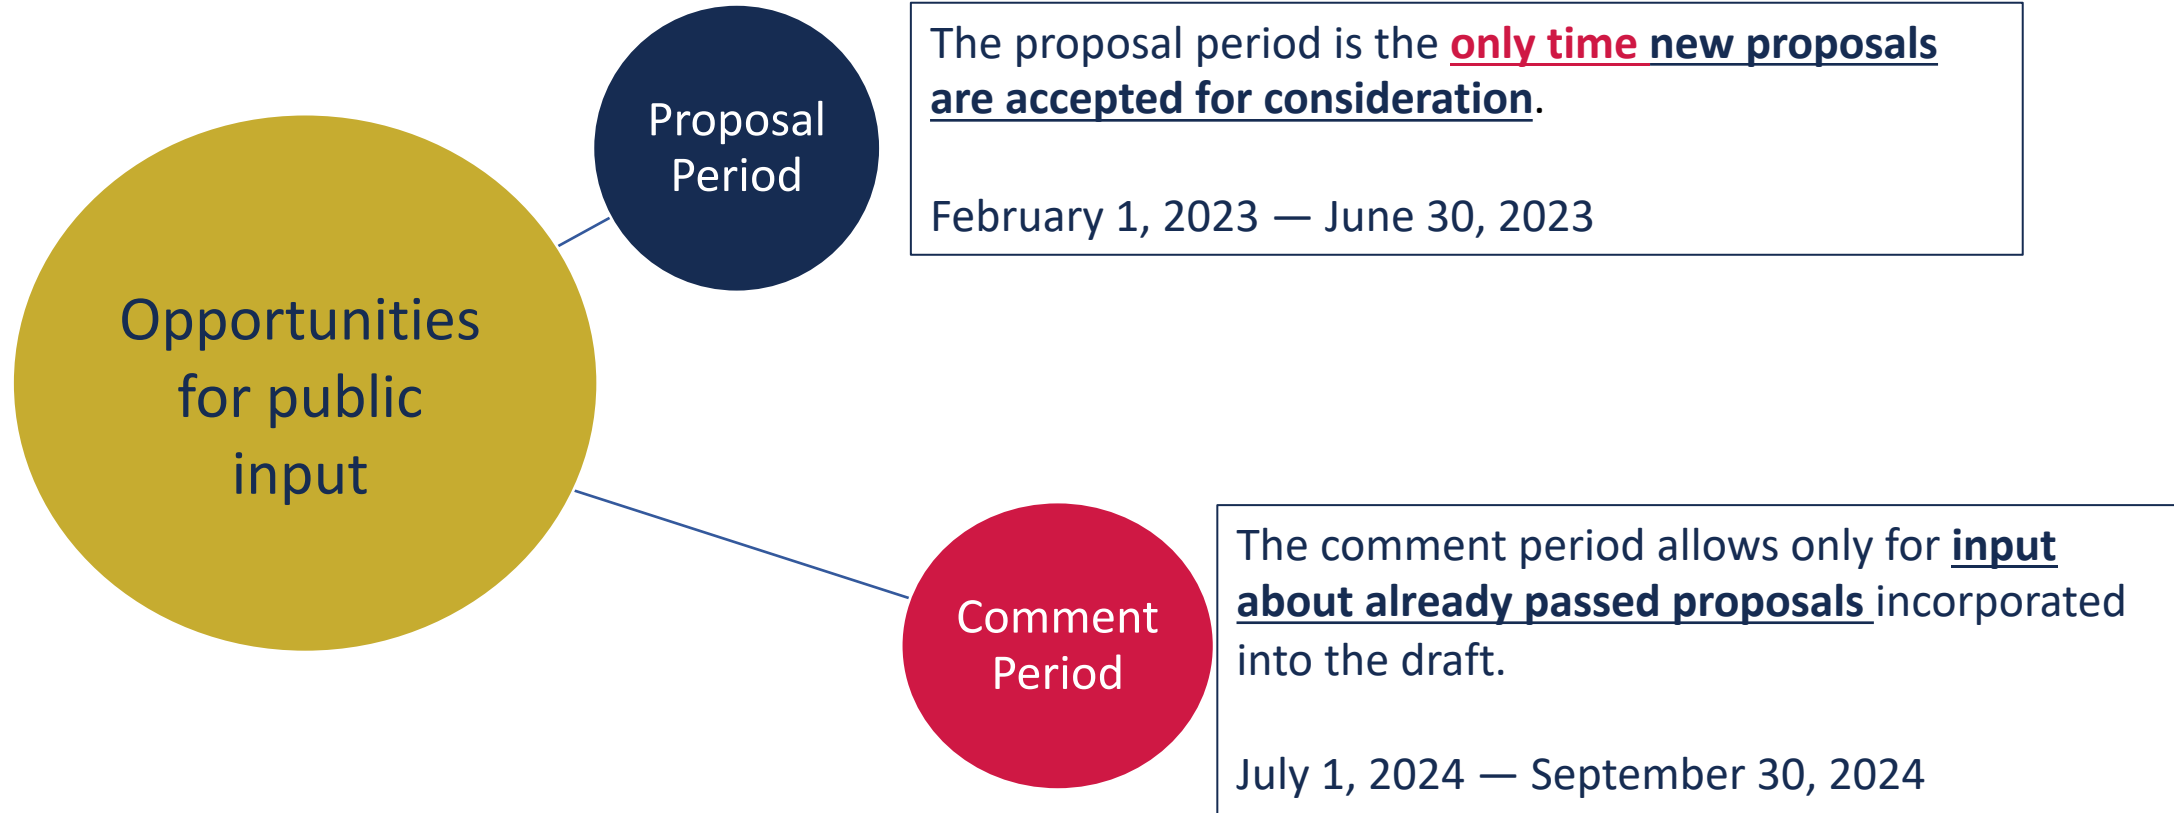 Opportunities
for public
input
Proposal
Period
The proposal period is the only time new proposals
are accepted for consideration.
February 1, 2023 — June 30, 2023
Comment
Period
The comment period allows only for input
about already passed proposals incorporated
into the draft.
July 1, 2024 — September 30, 2024